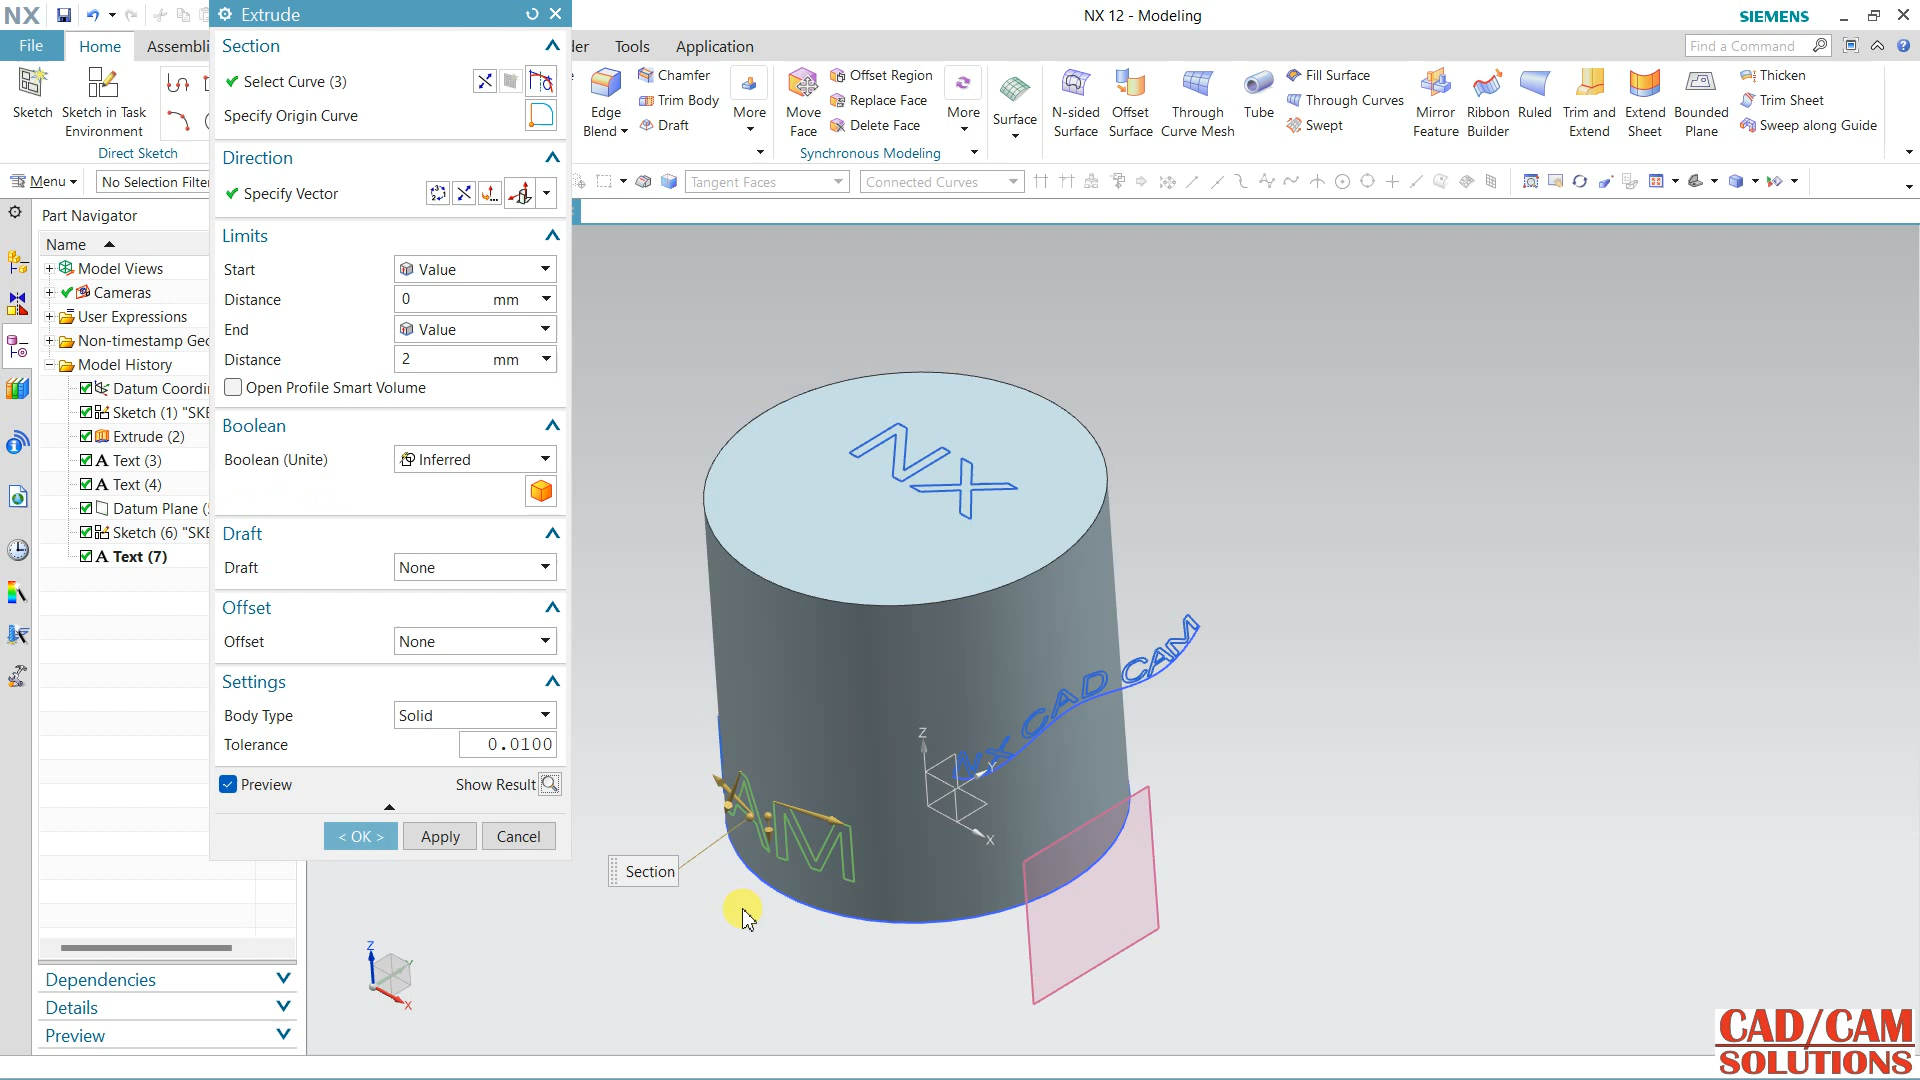 NX
Extrude
NX 12 - Modeling
SIEMENS
File
Home
Assembli
der
Tools
Application
Find a Command
Sketch
Sketch in Task
Environment
Direct Sketch
Edge
Blend
Chamfer
Trim Body
Draft
More
Move
Face
Offset Region
Replace Face
Delete Face
More
Synchronous Modeling
Surface
N-sided
Surface
Offset
Surface
Through
Curve Mesh
Tube
Fill Surface
Through Curves
Swept
Mirror
Feature
Ribbon
Builder
Ruled
Trim and
Extend
Extend
Sheet
Bounded
Plane
Thicken
Trim Sheet
Sweep along Guide
Menu
No Selection Filter
Tangent Faces
Connected Curves
Part Navigator
Name
Model Views
Cameras
User Expressions
Non-timestamp Geo
Model History
Datum Coordi
Sketch (1) "SKE
Extrude (2)
Text (3)
Text (4)
Datum Plane (
Sketch (6) "SKE
Text (7)
Dependencies
Details
Preview
Section
Select Curve (3)
Specify Origin Curve
Direction
Specify Vector
Limits
Start
Value
Distance
0 mm
End
Value
Distance
2 mm
Open Profile Smart Volume
Boolean
Boolean (Unite)
Inferred
Draft
Draft
None
Offset
Offset
None
Settings
Body Type
Solid
Tolerance
0.0100
Preview
Show Result
< OK >
Apply
Cancel
NX
NX CAD CAM
AM
Section
Z
Y
X
Z
Y
X
CAD/CAM
SOLUTIONS